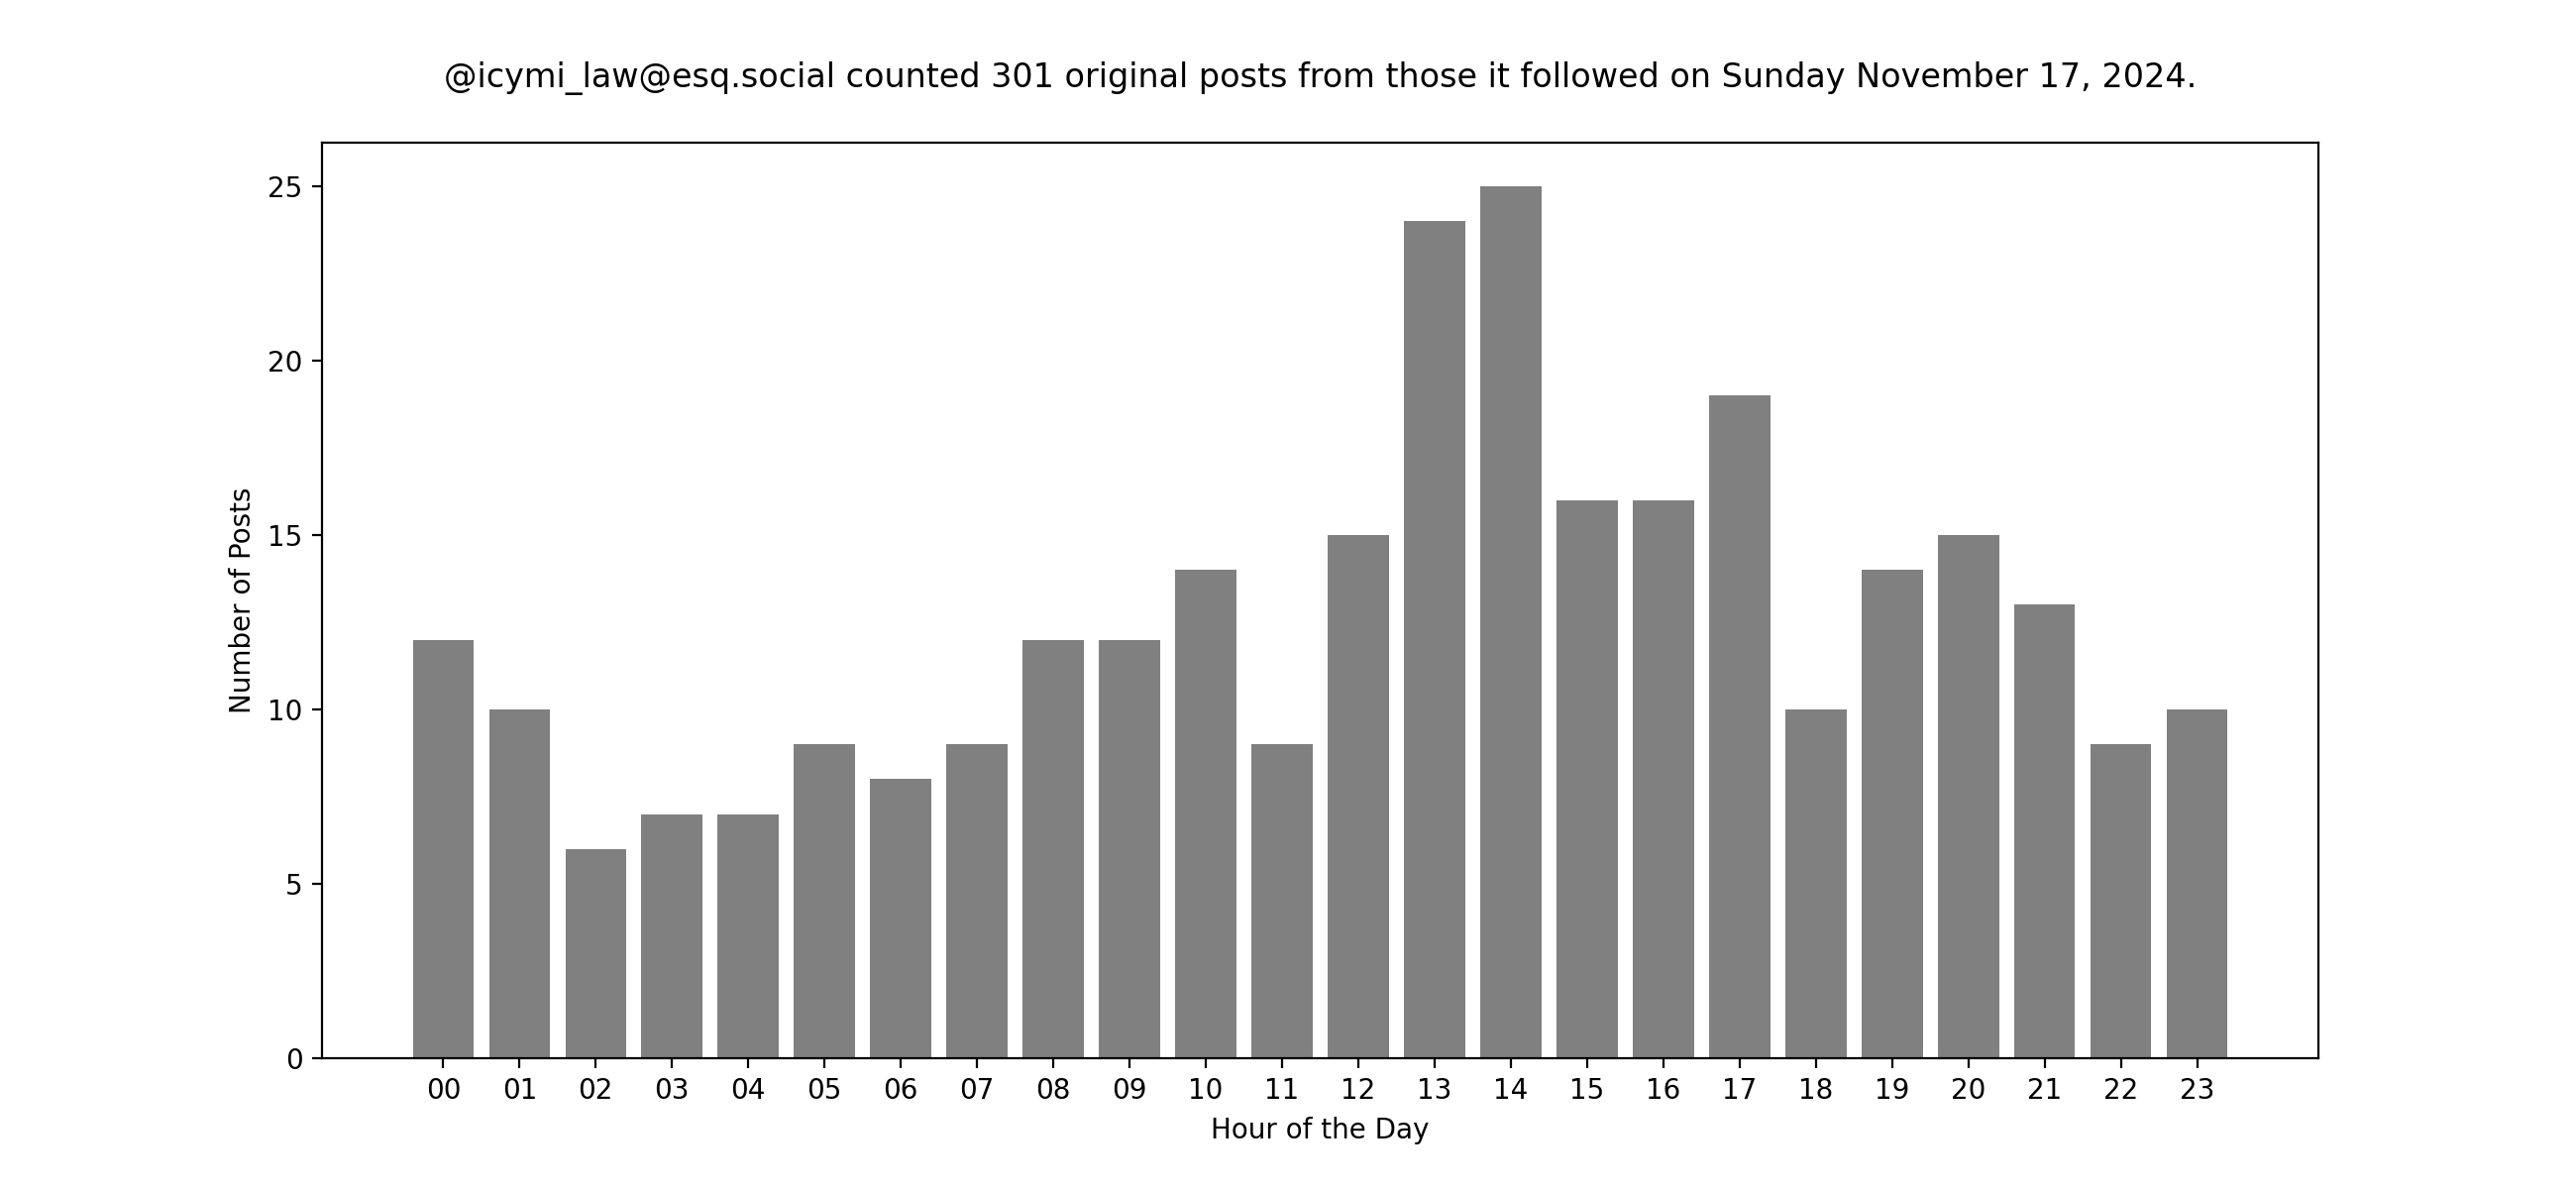 @icymi_law@esq.social counted 301 original posts from those it followed on Sunday November 17, 2024.
25
20
15
10
5
0
Number of Posts
00 01 02 03 04 05 06 07 08 09 10 11 12 13 14 15 16 17 18 19 20 21 22 23
Hour of the Day